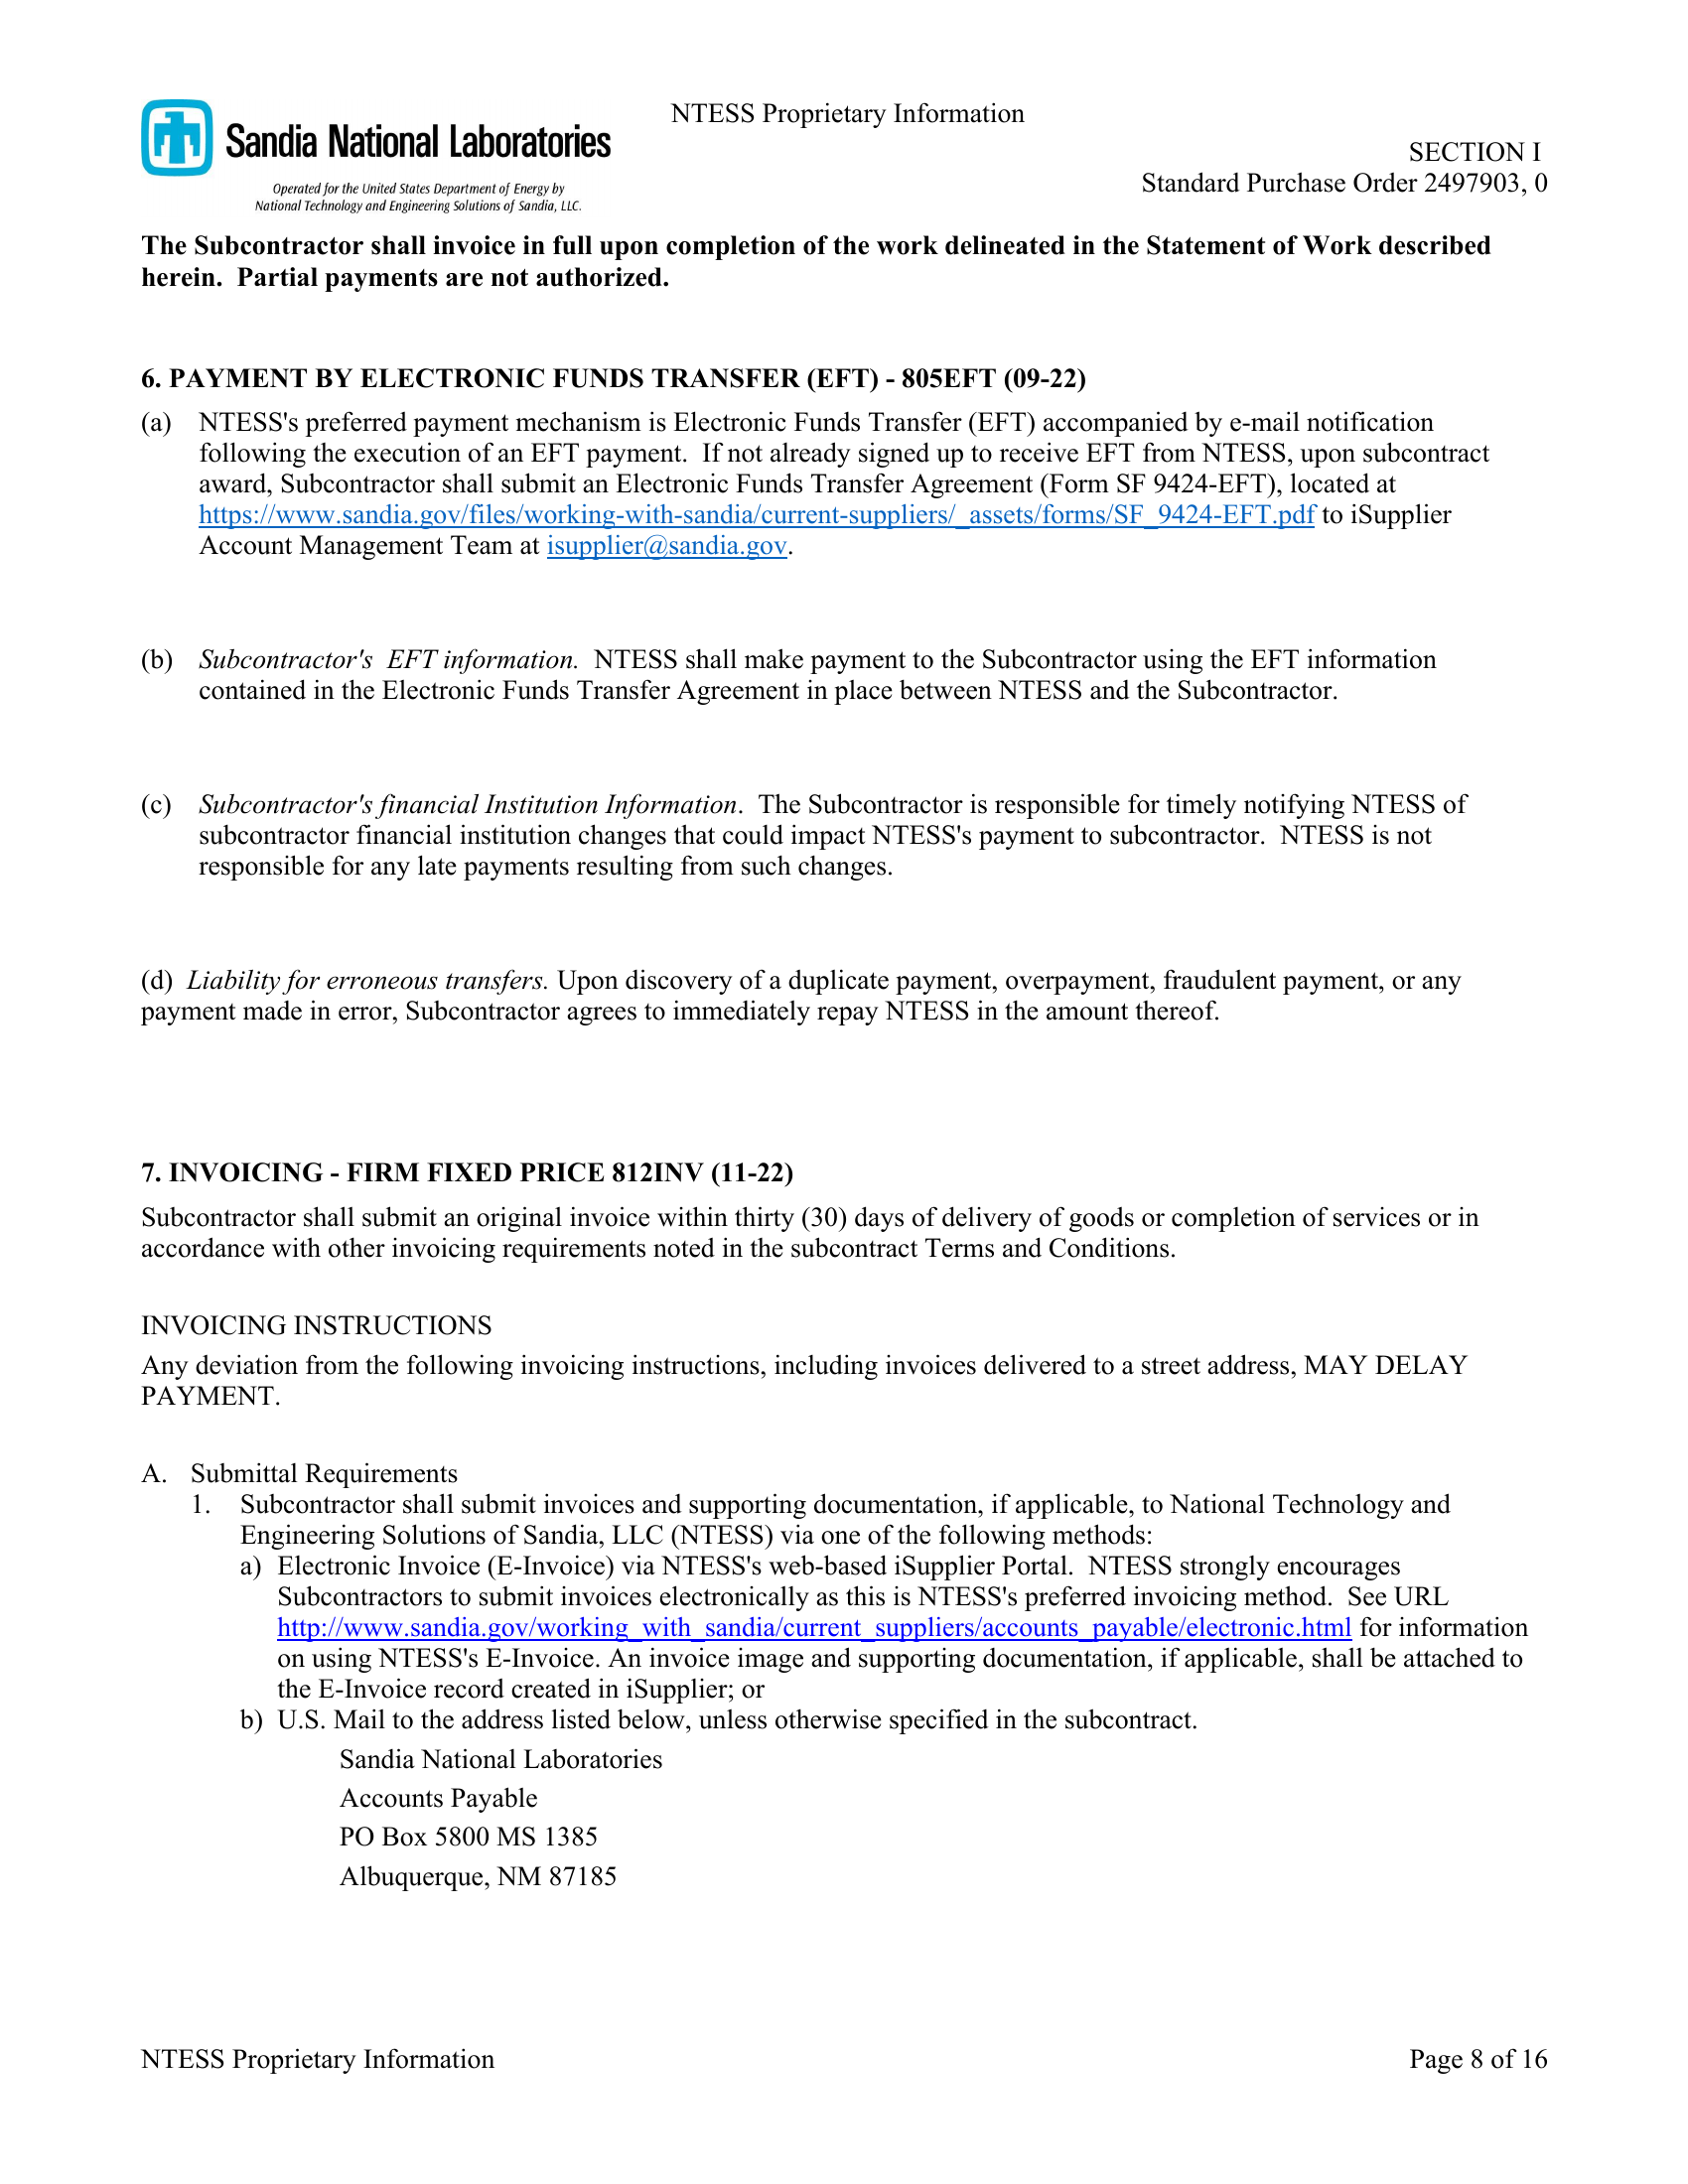 NTESS Proprietary Information
Sandia National Laboratories
Operated for the United States Department of Energy by
National Technology and Engineering Solutions of Sandia, LLC.
SECTION I
Standard Purchase Order 2497903, 0
The Subcontractor shall invoice in full upon completion of the work delineated in the Statement of Work described
herein.  Partial payments are not authorized.
6. PAYMENT BY ELECTRONIC FUNDS TRANSFER (EFT) - 805EFT (09-22)
(a) NTESS's preferred payment mechanism is Electronic Funds Transfer (EFT) accompanied by e-mail notification
following the execution of an EFT payment.  If not already signed up to receive EFT from NTESS, upon subcontract
award, Subcontractor shall submit an Electronic Funds Transfer Agreement (Form SF 9424-EFT), located at
https://www.sandia.gov/files/working-with-sandia/current-suppliers/_assets/forms/SF_9424-EFT.pdf to iSupplier
Account Management Team at isupplier@sandia.gov.
(b) Subcontractor's  EFT information.  NTESS shall make payment to the Subcontractor using the EFT information
contained in the Electronic Funds Transfer Agreement in place between NTESS and the Subcontractor.
(c) Subcontractor's financial Institution Information.  The Subcontractor is responsible for timely notifying NTESS of
subcontractor financial institution changes that could impact NTESS's payment to subcontractor.  NTESS is not
responsible for any late payments resulting from such changes.
(d) Liability for erroneous transfers. Upon discovery of a duplicate payment, overpayment, fraudulent payment, or any
payment made in error, Subcontractor agrees to immediately repay NTESS in the amount thereof.
7. INVOICING - FIRM FIXED PRICE 812INV (11-22)
Subcontractor shall submit an original invoice within thirty (30) days of delivery of goods or completion of services or in
accordance with other invoicing requirements noted in the subcontract Terms and Conditions.
INVOICING INSTRUCTIONS
Any deviation from the following invoicing instructions, including invoices delivered to a street address, MAY DELAY
PAYMENT.
A. Submittal Requirements
1. Subcontractor shall submit invoices and supporting documentation, if applicable, to National Technology and
Engineering Solutions of Sandia, LLC (NTESS) via one of the following methods:
a) Electronic Invoice (E-Invoice) via NTESS's web-based iSupplier Portal.  NTESS strongly encourages
Subcontractors to submit invoices electronically as this is NTESS's preferred invoicing method.  See URL
http://www.sandia.gov/working_with_sandia/current_suppliers/accounts_payable/electronic.html for information
on using NTESS's E-Invoice. An invoice image and supporting documentation, if applicable, shall be attached to
the E-Invoice record created in iSupplier; or
b) U.S. Mail to the address listed below, unless otherwise specified in the subcontract.
Sandia National Laboratories
Accounts Payable
PO Box 5800 MS 1385
Albuquerque, NM 87185
NTESS Proprietary Information
Page 8 of 16